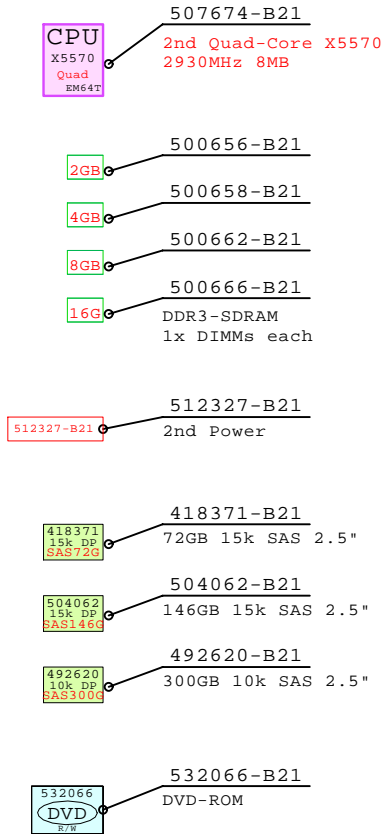 507674-B21
CPU
X5570
Quad
EM64T
2nd Quad-Core X5570
2930MHz 8MB
500656-B21
2GB
500658-B21
4GB
500662-B21
8GB
500666-B21
16G
DDR3-SDRAM
1x DIMMs each
512327-B21
512327-B21
2nd Power
418371-B21
418371
15k DP
SAS72G
72GB 15k SAS 2.5"
504062-B21
504062
15k DP
SAS146G
146GB 15k SAS 2.5"
492620-B21
492620
10k DP
SAS300G
300GB 10k SAS 2.5"
532066-B21
532066
DVD
R/W
DVD-ROM